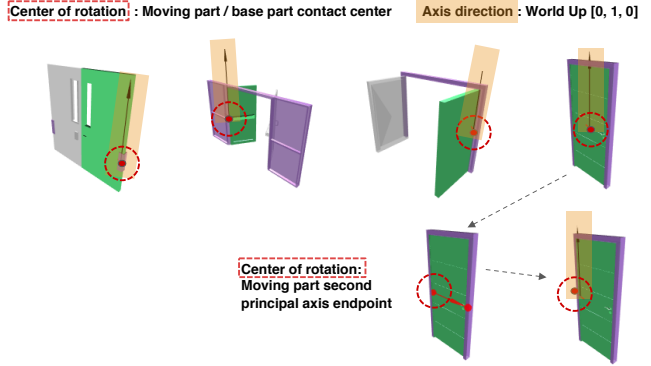 Center of rotation : Moving part / base part contact center Axis direction : World Up [0, 1, 0]
Center of rotation:
Moving part second
principal axis endpoint